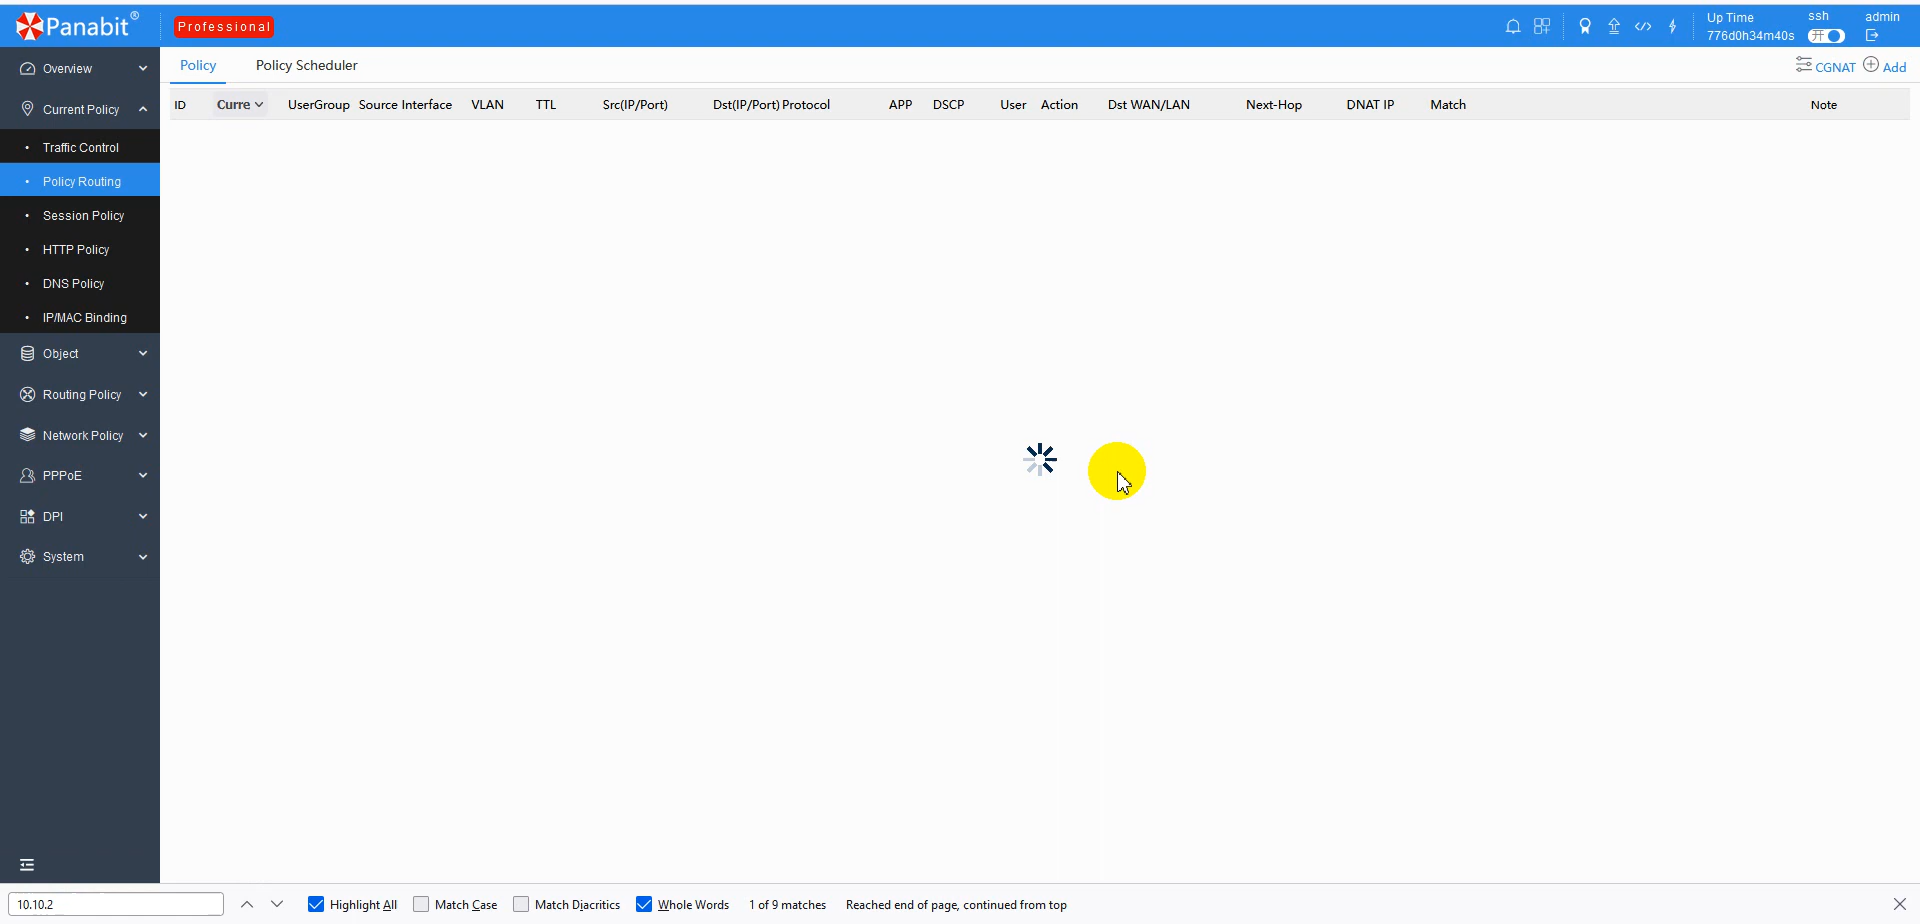 Panabit®
Professional
Up Time
776d0h34m40s
ssh
开
admin
Overview
Current Policy
Traffic Control
Policy Routing
Session Policy
HTTP Policy
DNS Policy
IP/MAC Binding
Object
Routing Policy
Network Policy
PPPoE
DPI
System
Policy Policy Scheduler
CGNAT Add
ID Curre UserGroup Source Interface VLAN TTL Src(IP/Port) Dst(IP/Port) Protocol APP DSCP User Action Dst WAN/LAN Next-Hop DNAT IP Match Note
10.10.2 Highlight All Match Case Match Diacritics Whole Words 1 of 9 matches Reached end of page, continued from top